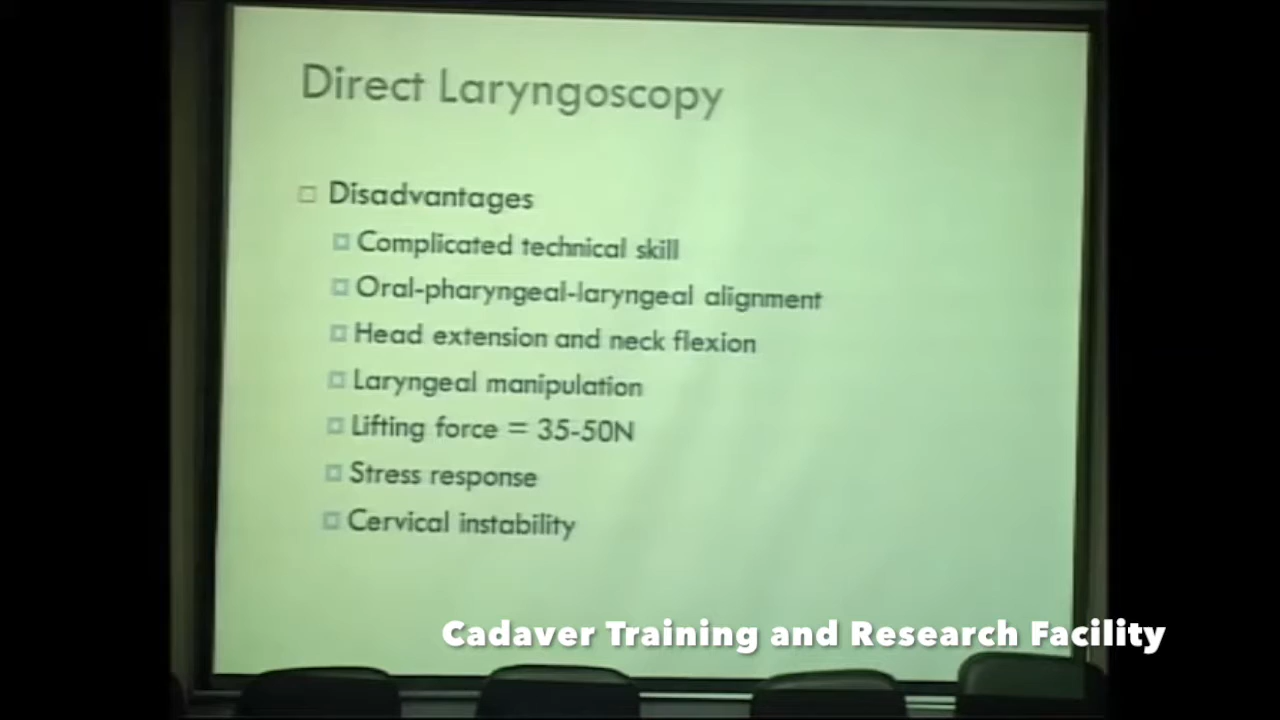 Direct Laryngoscopy
Disadvantages
Complicated technical skill
Oral-pharyngeal-laryngeal alignment
Head extension and neck flexion
Laryngeal manipulation
Lifting force = 35-50N
Stress response
Cervical instability
Cadaver Training and Research Facility